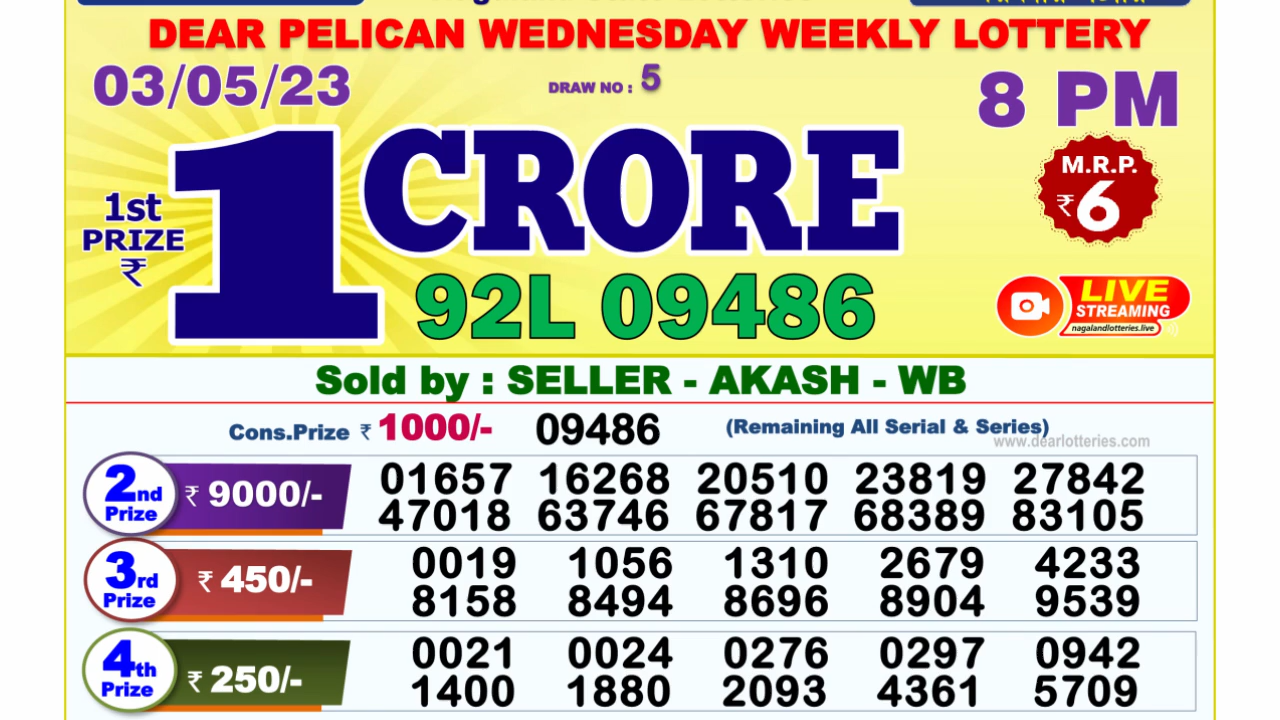 DEAR PELICAN WEDNESDAY WEEKLY LOTTERY
03/05/23
DRAW NO : 5
8 PM
1st PRIZE ₹ 1 CRORE
M.R.P. ₹6
92L 09486
LIVE
STREAMING
nagalandlotteries.live
Sold by : SELLER - AKASH - WB
Cons.Prize ₹ 1000/- 09486 (Remaining All Serial & Series)
www.dearlotteries.com
2nd Prize ₹ 9000/-
01657 16268 20510 23819 27842
47018 63746 67817 68389 83105
3rd Prize ₹ 450/-
0019 1056 1310 2679 4233
8158 8494 8696 8904 9539
4th Prize ₹ 250/-
0021 0024 0276 0297 0942
1400 1880 2093 4361 5709